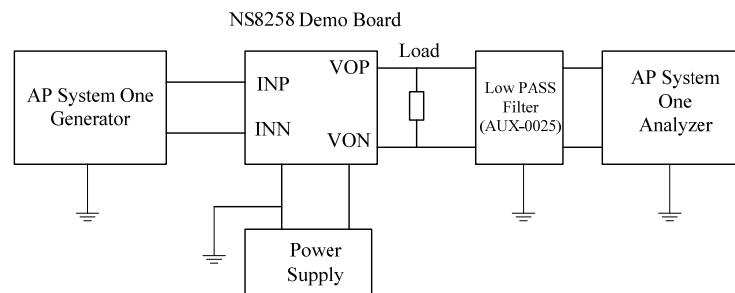 NS8258 Demo Board
AP System One
Generator
INP
INN
VOP
VON
Load
Low PASS
Filter
(AUX-0025)
AP System
One
Analyzer
Power
Supply